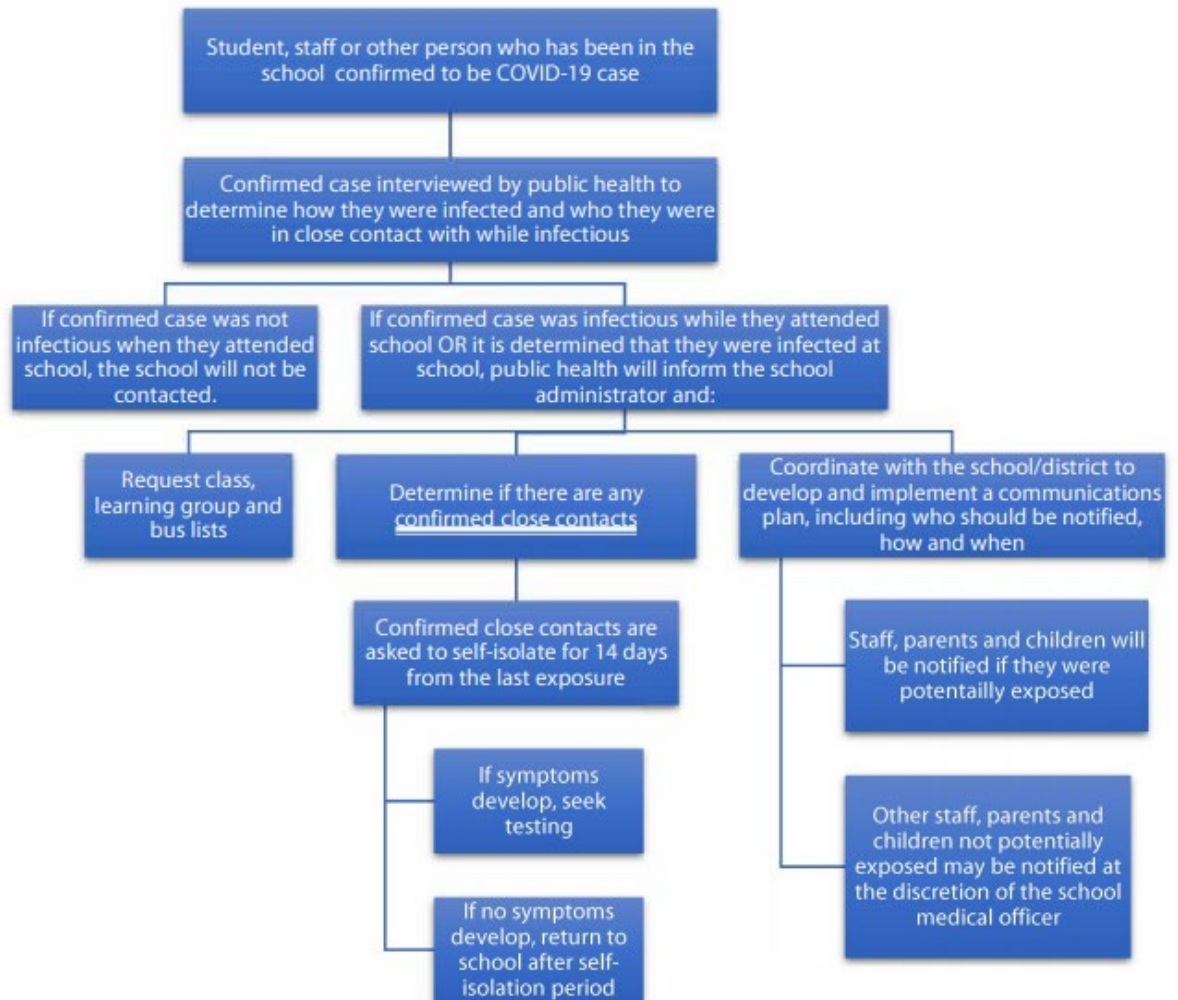 Student, staff or other person who has been in the
school confirmed to be COVID-19 case
Confirmed case interviewed by public health to
determine how they were infected and who they were
in close contact with while infectious
If confirmed case was not
infectious when they attended
school, the school will not be
contacted.
If confirmed case was infectious while they attended
school OR it is determined that they were infected at
school, public health will inform the school
administrator and:
Request class,
learning group and
bus lists
Determine if there are any
confirmed close contacts
Confirmed close contacts are
asked to self-isolate for 14 days
from the last exposure
If symptoms
develop, seek
testing
If no symptoms
develop, return to
school after self-
isolation period
Coordinate with the school/district to
develop and implement a communications
plan, including who should be notified,
how and when
Staff, parents and children will
be notified if they were
potentailly exposed
Other staff, parents and
children not potentially
exposed may be notified at
the discretion of the school
medical officer